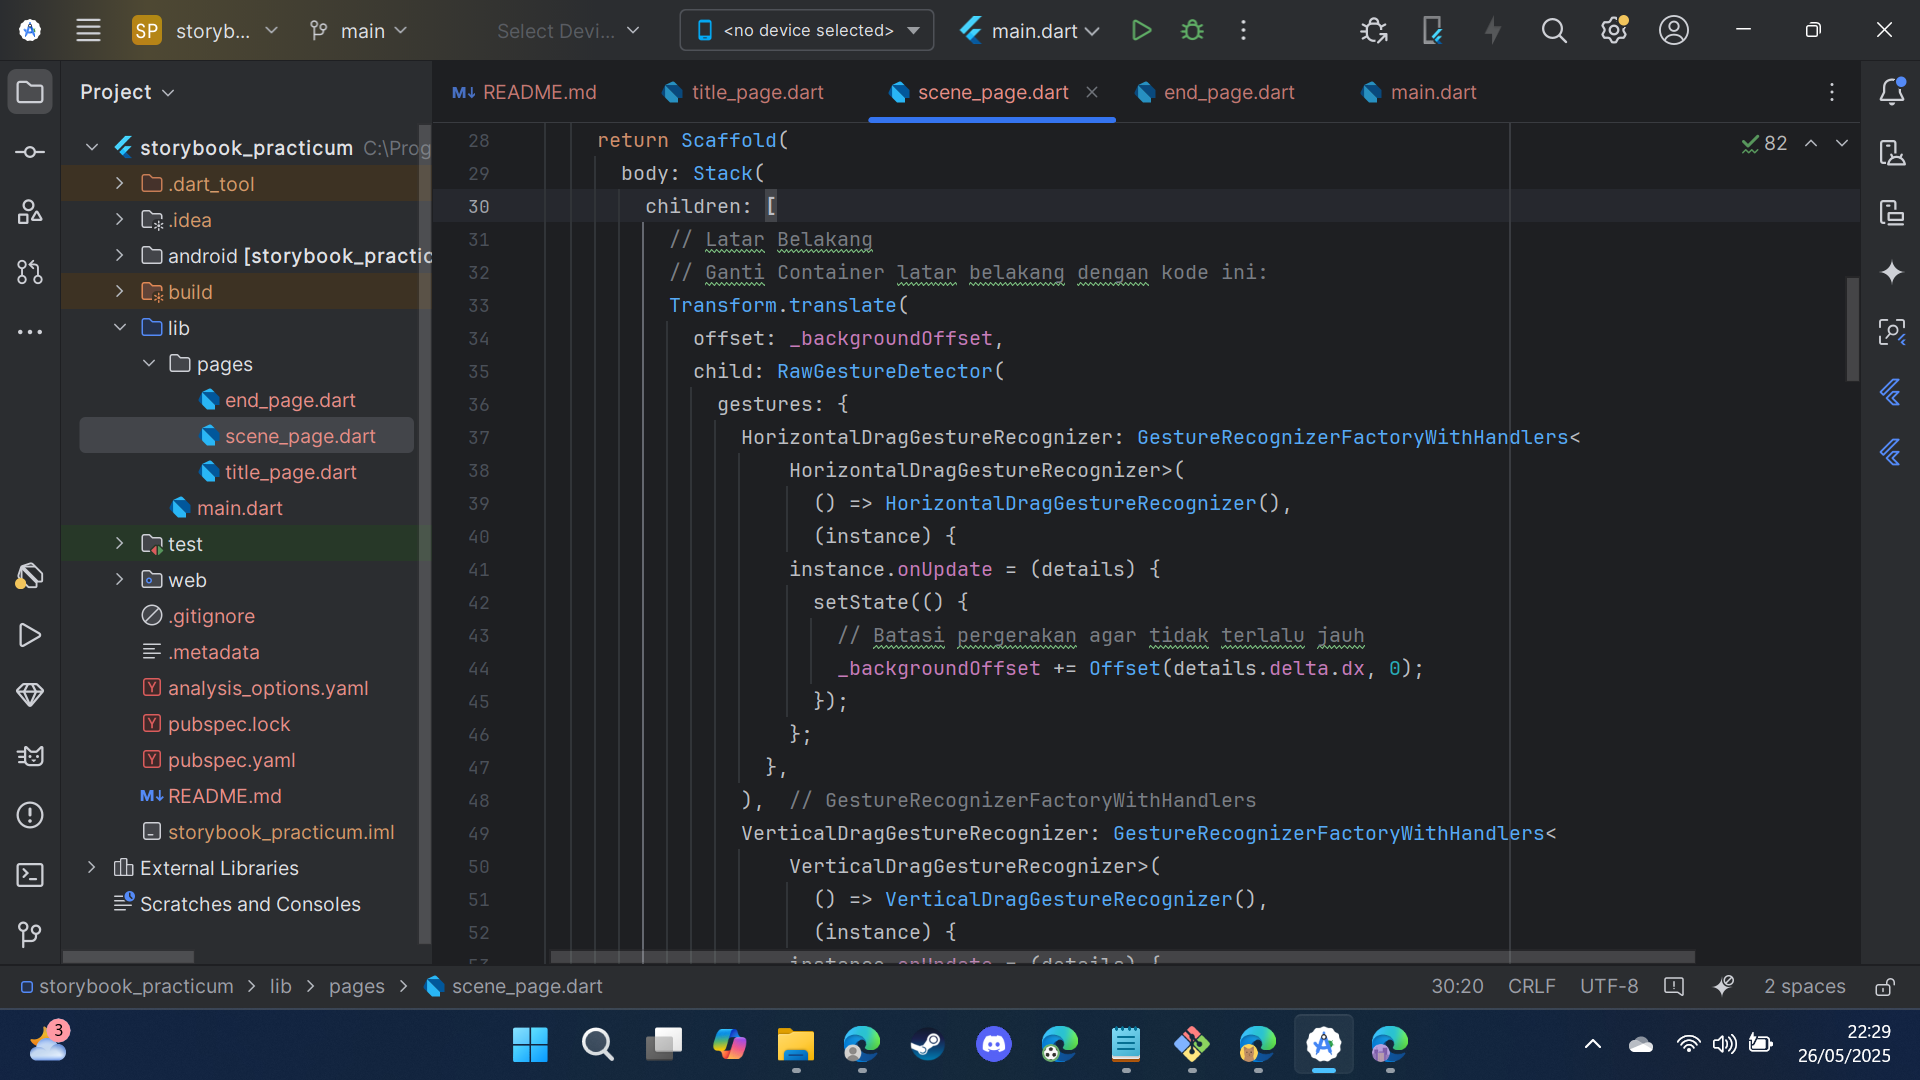 SP storyb... main Select Devi... <no device selected> main.dart
Project
README.md title_page.dart scene_page.dart end_page.dart main.dart
storybook_practicum C:\Prog
.dart_tool
.idea
android [storybook_practic
build
lib
pages
end_page.dart
scene_page.dart
title_page.dart
main.dart
test
web
.gitignore
.metadata
analysis_options.yaml
pubspec.lock
pubspec.yaml
README.md
storybook_practicum.iml
External Libraries
Scratches and Consoles
82
28 return Scaffold(
29 body: Stack(
30 children: [
31 // Latar Belakang
32 // Ganti Container latar belakang dengan kode ini:
33 Transform.translate(
34 offset: _backgroundOffset,
35 child: RawGestureDetector(
36 gestures: {
37 HorizontalDragGestureRecognizer: GestureRecognizerFactoryWithHandlers<
38 HorizontalDragGestureRecognizer>(
39 () => HorizontalDragGestureRecognizer(),
40 (instance) {
41 instance.onUpdate = (details) {
42 setState(() {
43 // Batasi pergerakan agar tidak terlalu jauh
44 _backgroundOffset += Offset(details.delta.dx, 0);
45 });
46 };
47 },
48 ), // GestureRecognizerFactoryWithHandlers
49 VerticalDragGestureRecognizer: GestureRecognizerFactoryWithHandlers<
50 VerticalDragGestureRecognizer>(
51 () => VerticalDragGestureRecognizer(),
52 (instance) {
53 instance.onUpdate = (details) {
storybook_practicum > lib > pages > scene_page.dart 30:20 CRLF UTF-8 2 spaces
3
22:29
26/05/2025